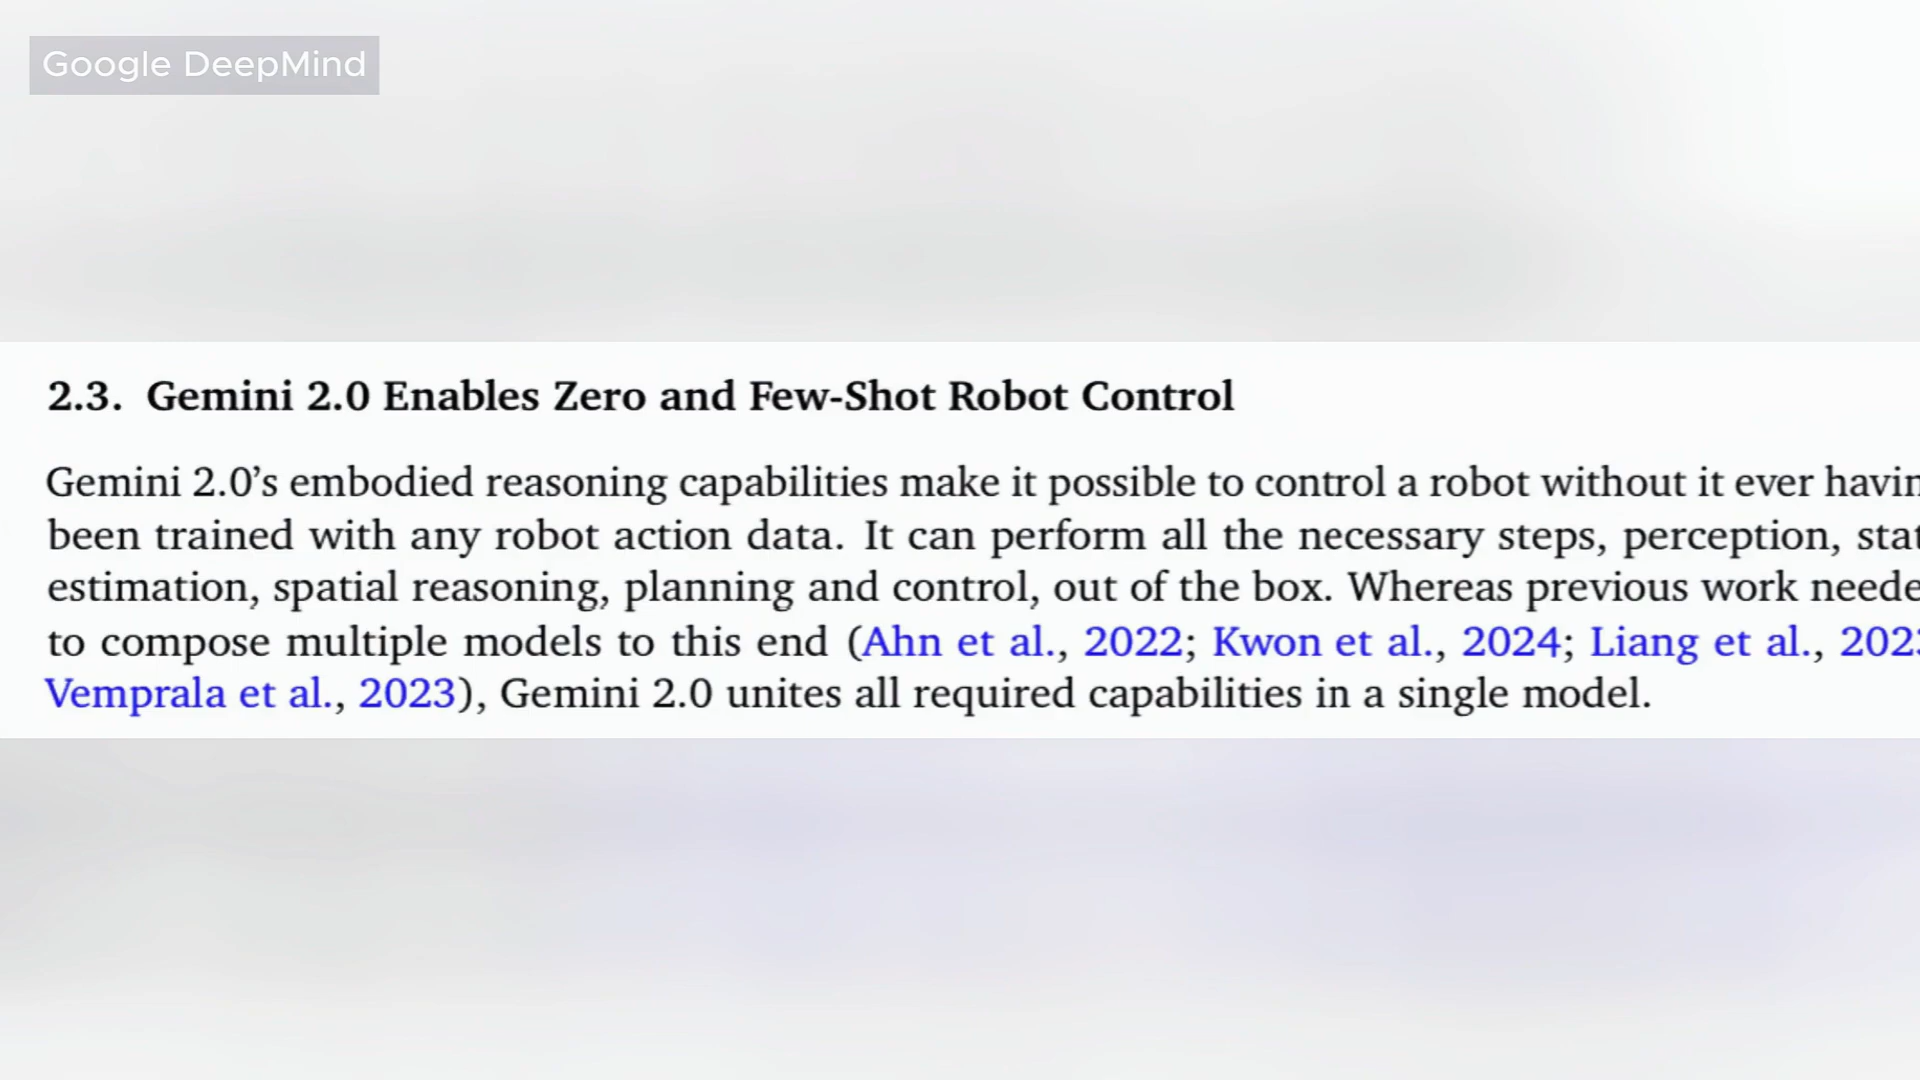 Google DeepMind
2.3. Gemini 2.0 Enables Zero and Few-Shot Robot Control
Gemini 2.0’s embodied reasoning capabilities make it possible to control a robot without it ever
been trained with any robot action data. It can perform all the necessary steps, perception,
estimation, spatial reasoning, planning and control, out of the box. Whereas previous work
to compose multiple models to this end (Ahn et al., 2022; Kwon et al., 2024; Liang et al.,
Vemprala et al., 2023), Gemini 2.0 unites all required capabilities in a single model.